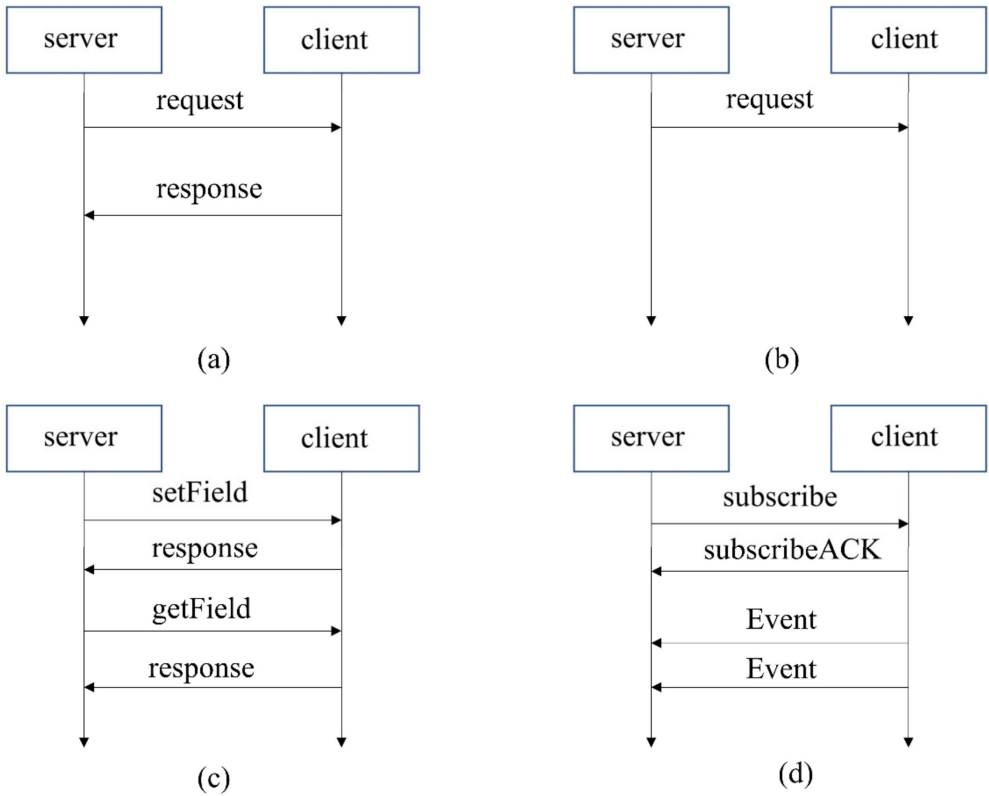 server
client
request
response
(a)
server
client
request
(b)
server
client
setField
response
getField
response
(c)
server
client
subscribe
subscribeACK
Event
Event
(d)